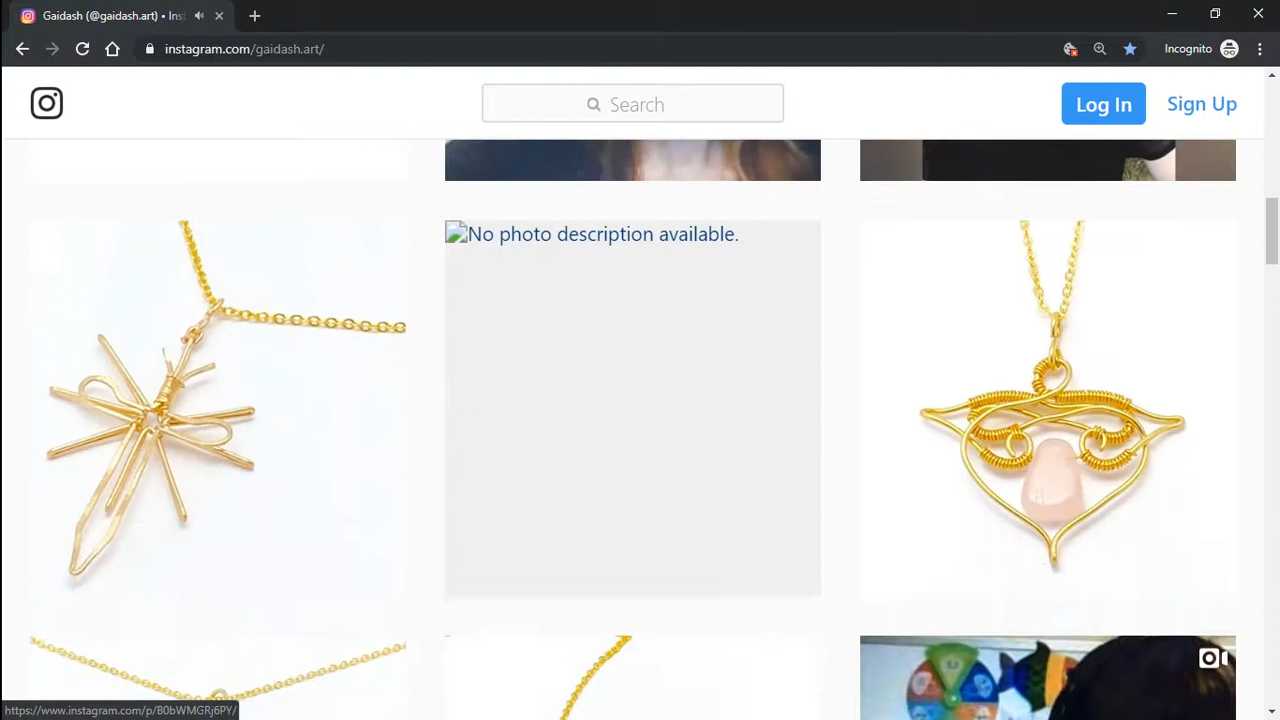 Gaidash (@gaidash.art) • Ins
instagram.com/gaidash.art/
Incognito
Search
Log In
Sign Up
No photo description available.
https://www.instagram.com/p/B0bWMGRj6PY/